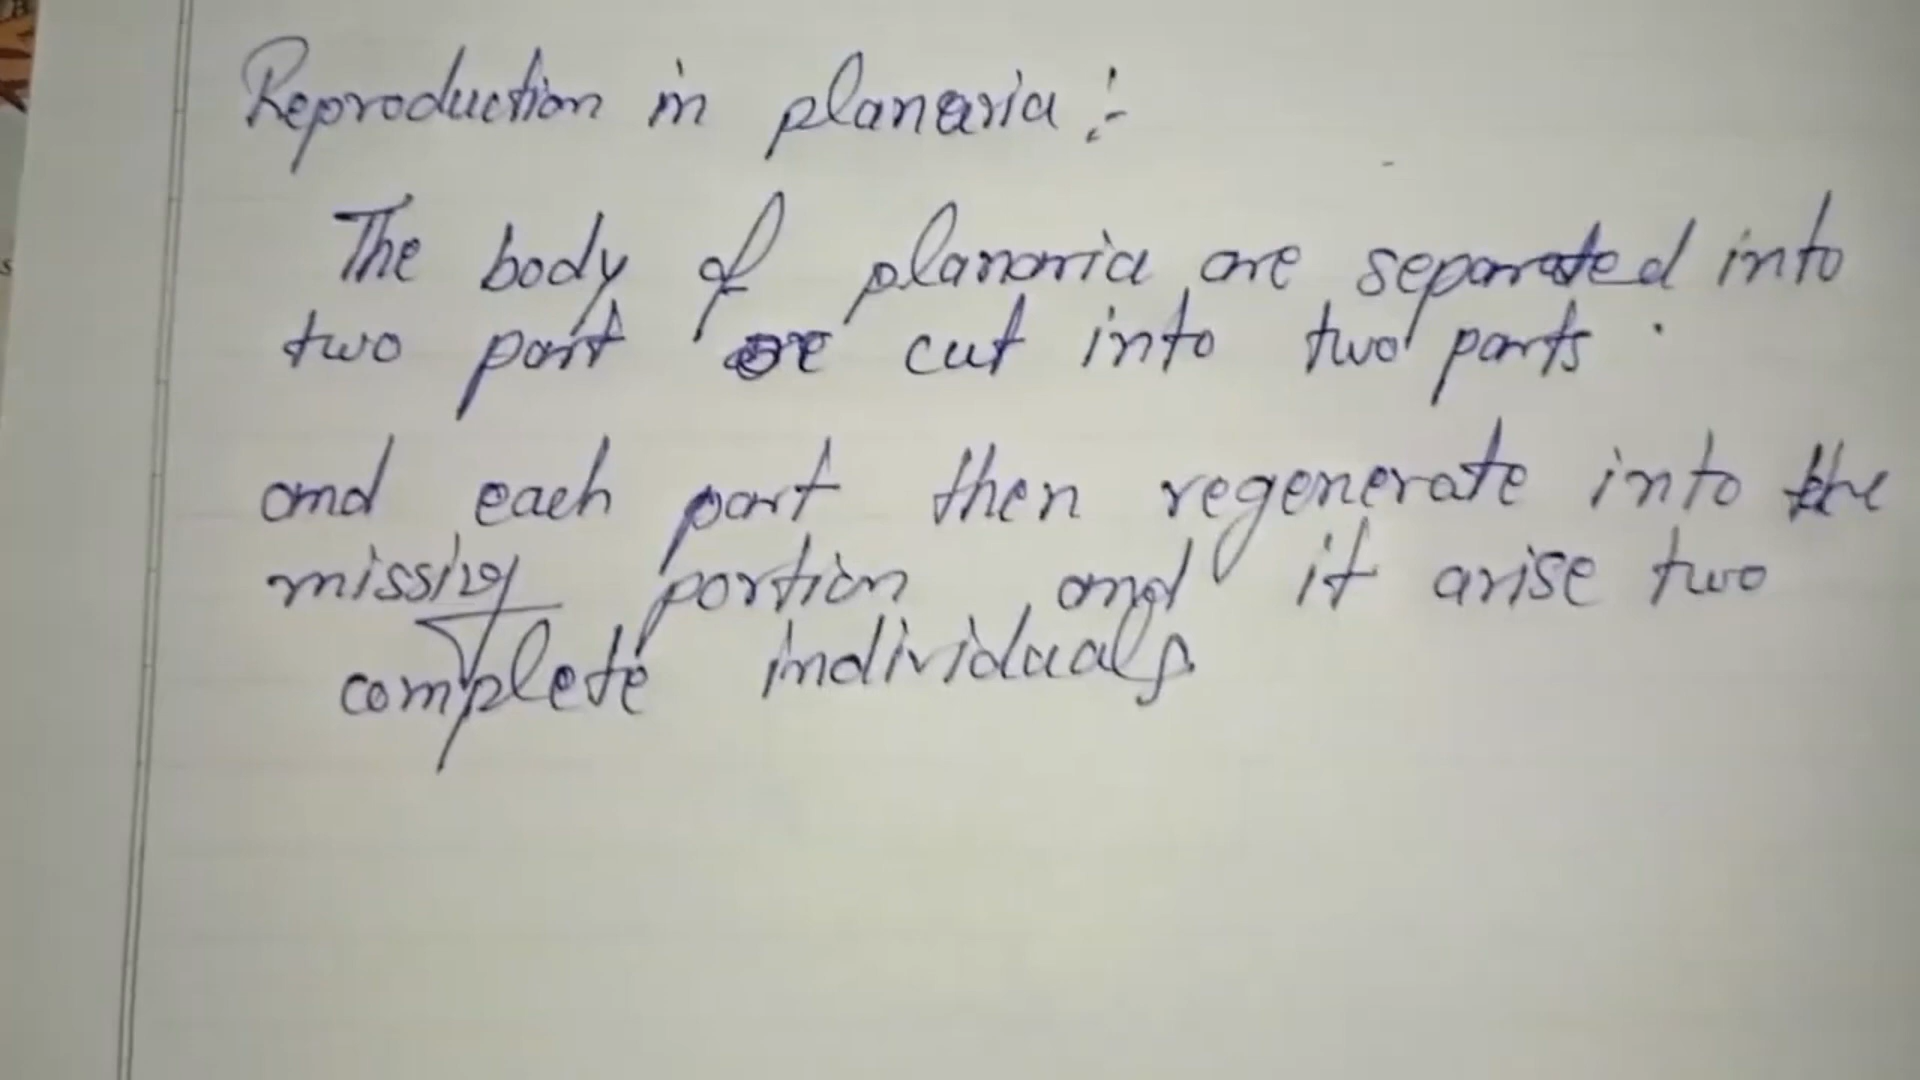 Reproduction in planaria :-
The body of planaria are separated into
two part or cut into two parts.
and each part then regenerate into the
missing portion and it arise two
complete individuals